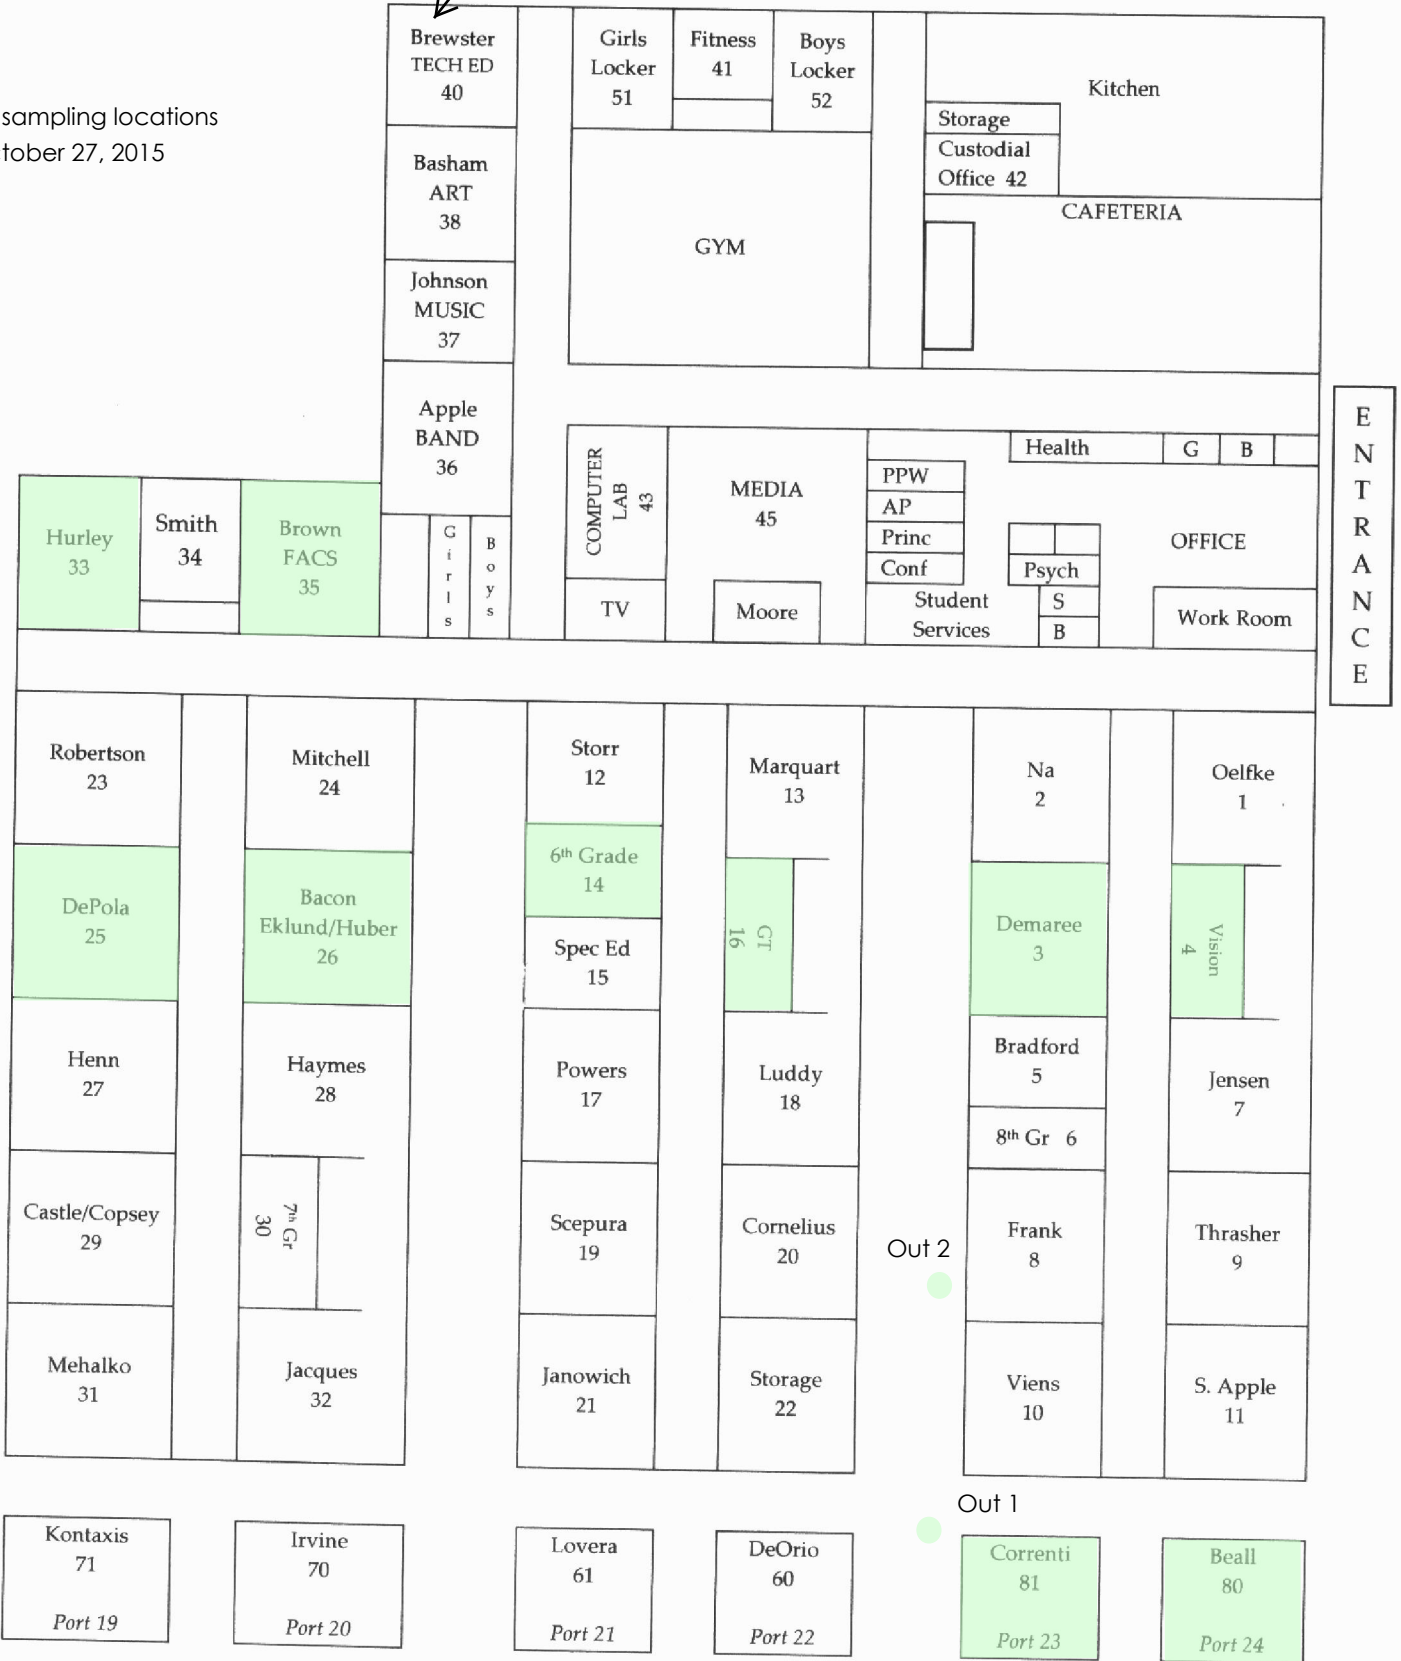 sampling locations
tober 27, 2015
Brewster
TECH ED
40
Girls
Locker
51
Fitness
41
Boys
Locker
52
Kitchen
Storage
Custodial
Office 42
CAFETERIA
Basham
ART
38
GYM
Johnson
MUSIC
37
Apple
BAND
36
ENTRANCE
COMPUTER
LAB
43
MEDIA
45
Health
G
B
PPW
AP
Princ
Conf
Psych
OFFICE
Hurley
33
Smith
34
Brown
FACS
35
Girls
Boys
TV
Moore
Student
Services
S
B
Work Room
Robertson
23
Mitchell
24
Storr
12
Marquart
13
Na
2
Oelfke
1
DePola
25
Bacon
Eklund/Huber
26
6th Grade
14
Spec Ed
15
GT
16
Demaree
3
Vision
4
Henn
27
Haymes
28
Powers
17
Luddy
18
Bradford
5
8th Gr 6
Jensen
7
Castle/Copsey
29
7th Gr
30
Scepura
19
Cornelius
20
Out 2
Frank
8
Thrasher
9
Mehalko
31
Jacques
32
Janowich
21
Storage
22
Viens
10
S. Apple
11
Out 1
Kontaxis
71
Port 19
Irvine
70
Port 20
Lovera
61
Port 21
DeOrio
60
Port 22
Correnti
81
Port 23
Beall
80
Port 24